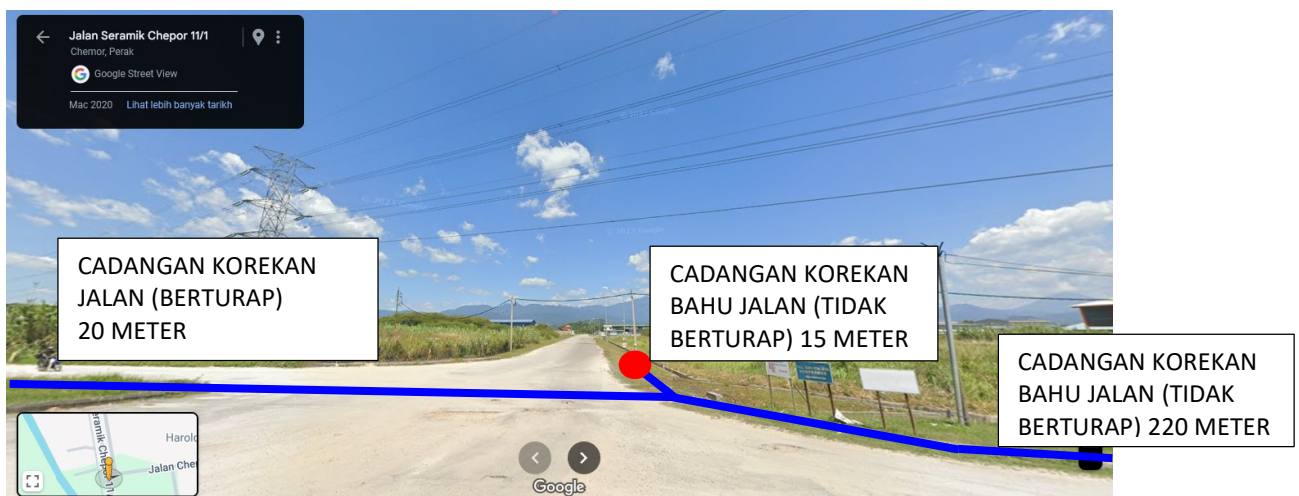 Jalan Seramik Chepor 11/1
Chemor, Perak
Google Street View
Mac 2020 Lihat lebih banyak tarikh
© 2023 Google
CADANGAN KOREKAN
JALAN (BERTURAP)
20 METER
CADANGAN KOREKAN
BAHU JALAN (TIDAK
BERTURAP) 15 METER
CADANGAN KOREKAN
BAHU JALAN (TIDAK
BERTURAP) 220 METER
Jalan Che
Google